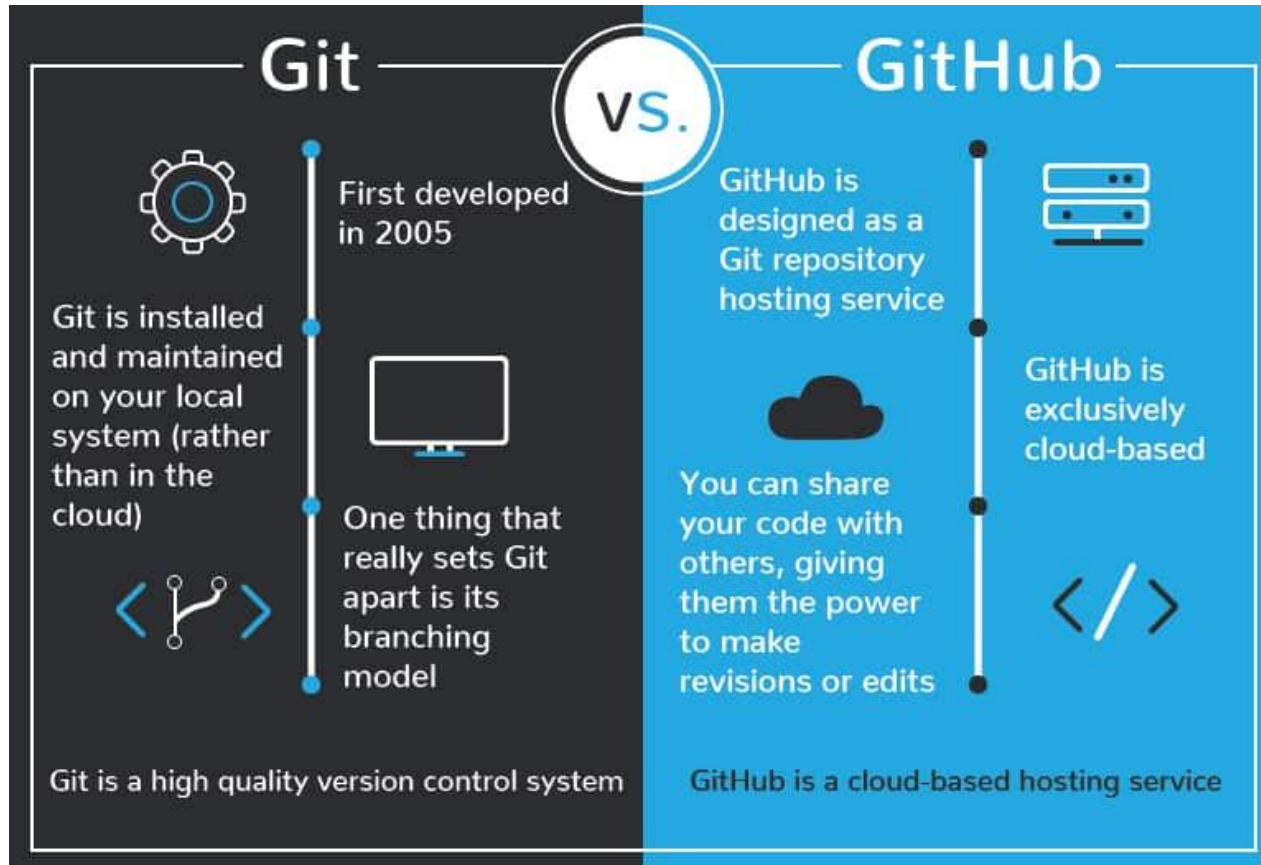 Git
vs.
GitHub
First developed
in 2005
Git is installed
and maintained
on your local
system (rather
than in the
cloud)
One thing that
really sets Git
apart is its
branching
model
Git is a high quality version control system
GitHub is
designed as a
Git repository
hosting service
GitHub is
exclusively
cloud-based
You can share
your code with
others, giving
them the power
to make
revisions or edits
GitHub is a cloud-based hosting service